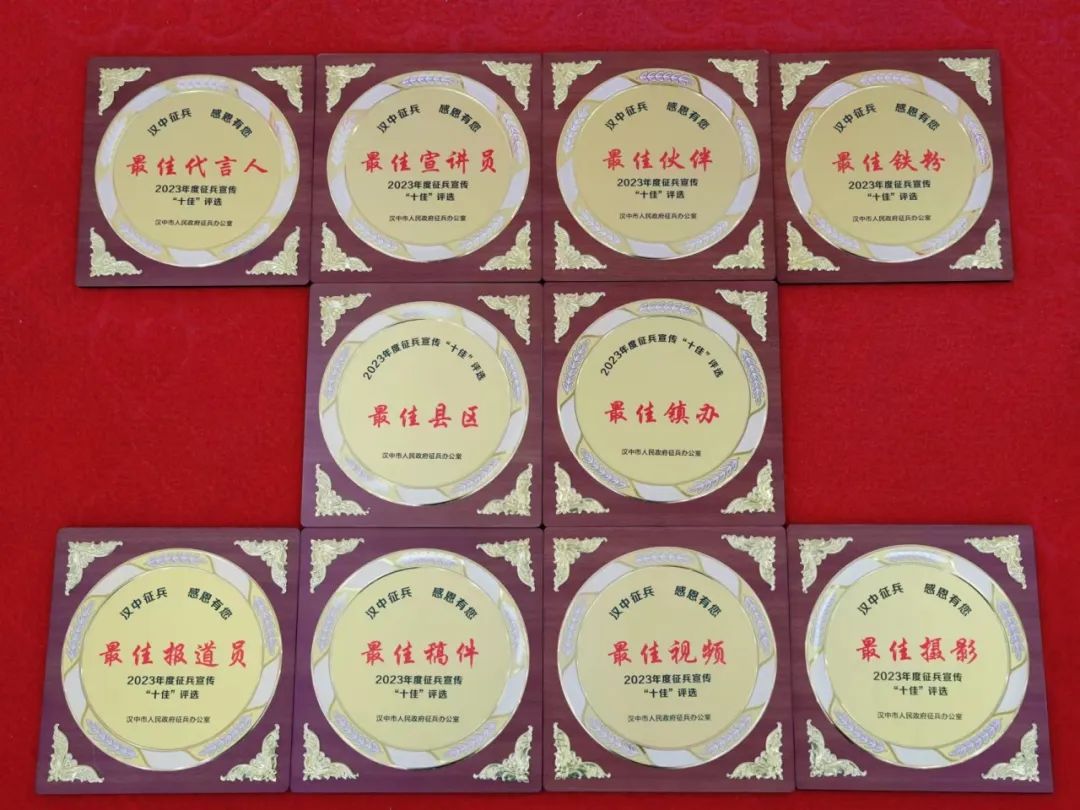 汉中征兵 感恩有您
最佳代言人
2023年度征兵宣传
“十佳”评选
汉中市人民政府征兵办公室
汉中征兵 感恩有您
最佳宣讲员
2023年度征兵宣传
“十佳”评选
汉中市人民政府征兵办公室
汉中征兵 感恩有您
最佳伙伴
2023年度征兵宣传
“十佳”评选
汉中市人民政府征兵办公室
汉中征兵 感恩有您
最佳铁粉
2023年度征兵宣传
“十佳”评选
汉中市人民政府征兵办公室
2023年度征兵宣传“十佳”评选
最佳县区
汉中市人民政府征兵办公室
2023年度征兵宣传“十佳”评选
最佳镇办
汉中市人民政府征兵办公室
汉中征兵 感恩有您
最佳报道员
2023年度征兵宣传
“十佳”评选
汉中市人民政府征兵办公室
汉中征兵 感恩有您
最佳稿件
2023年度征兵宣传
“十佳”评选
汉中市人民政府征兵办公室
汉中征兵 感恩有您
最佳视频
2023年度征兵宣传
“十佳”评选
汉中市人民政府征兵办公室
汉中征兵 感恩有您
最佳摄影
2023年度征兵宣传
“十佳”评选
汉中市人民政府征兵办公室